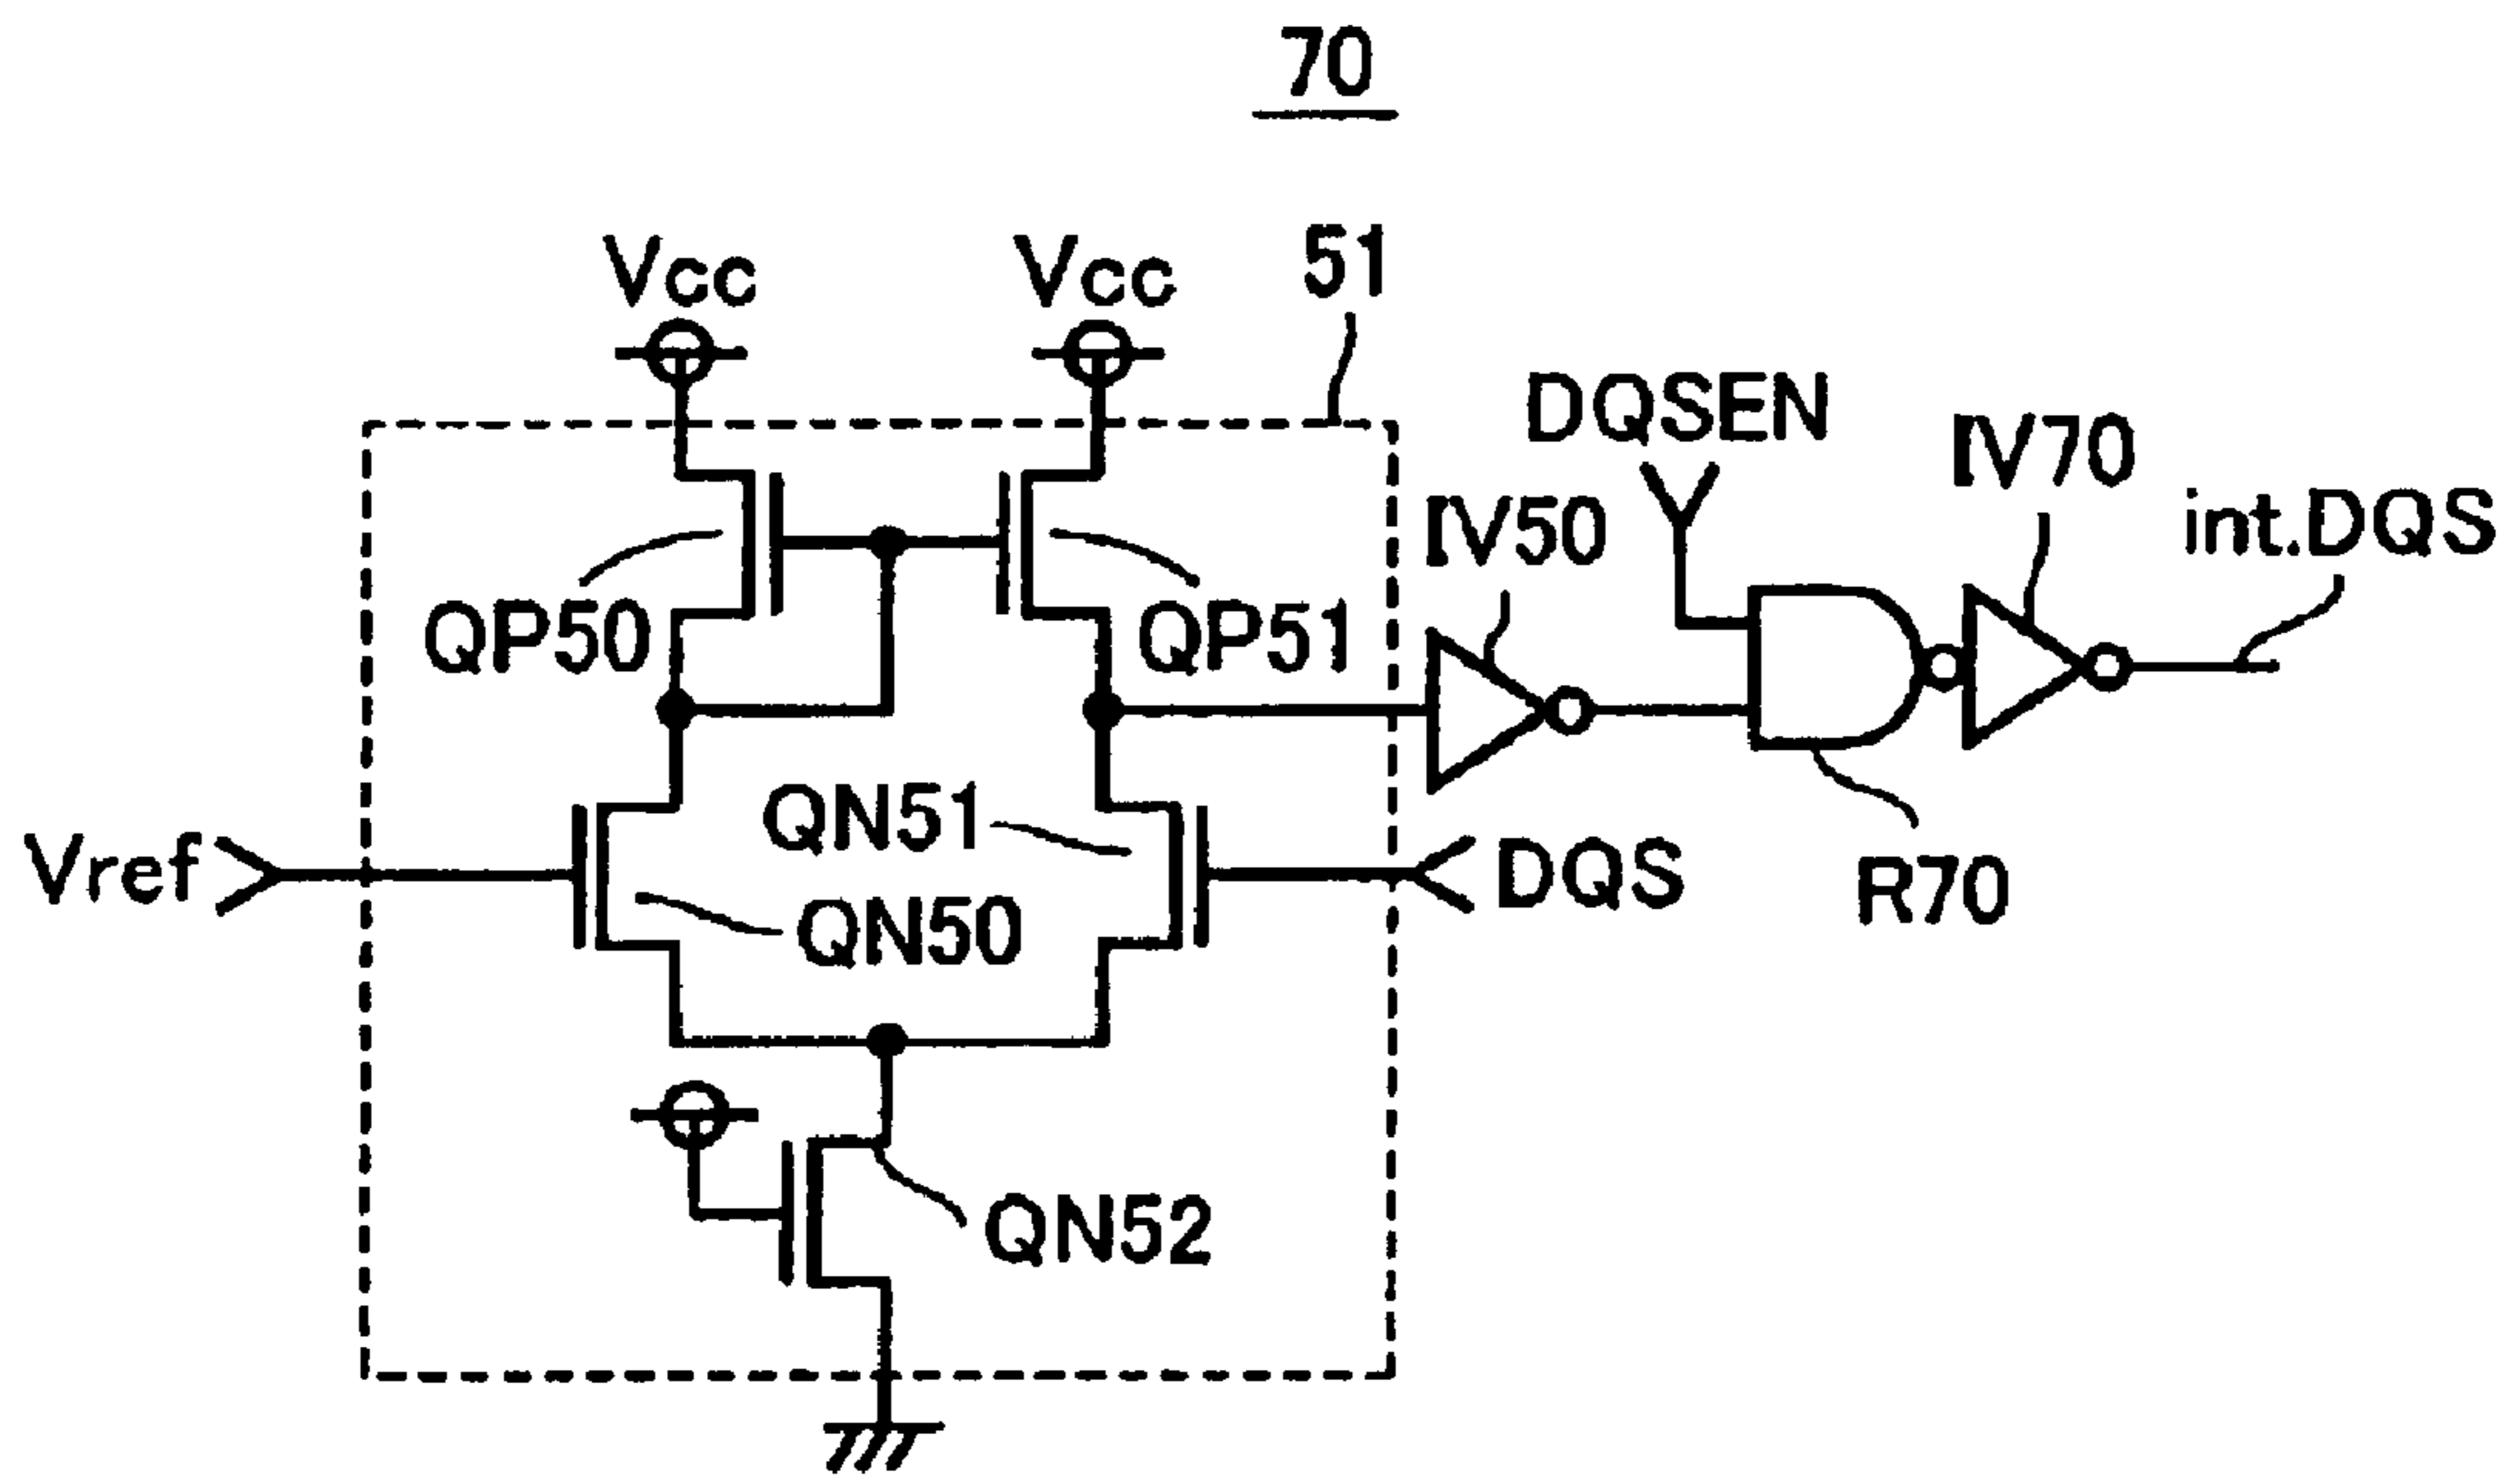 70
Vcc
Vcc
51
DQSEN
IV70
IV50
int.DQS
QP50
QP51
QN51
Vref
DQS
R70
QN50
QN52